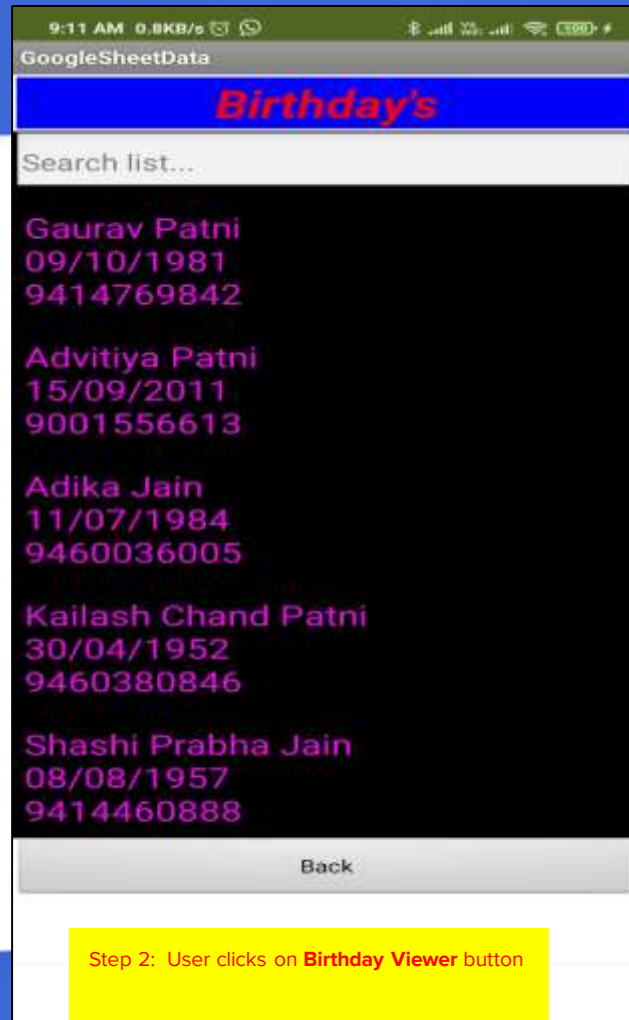 9:11 AM 0.8KB/s
GoogleSheetData
Birthday's
Search list...
Gaurav Patni
09/10/1981
9414769842
Advitiya Patni
15/09/2011
9001556613
Adika Jain
11/07/1984
9460036005
Kailash Chand Patni
30/04/1952
9460380846
Shashi Prabha Jain
08/08/1957
9414460888
Back
Step 2: User clicks on Birthday Viewer button